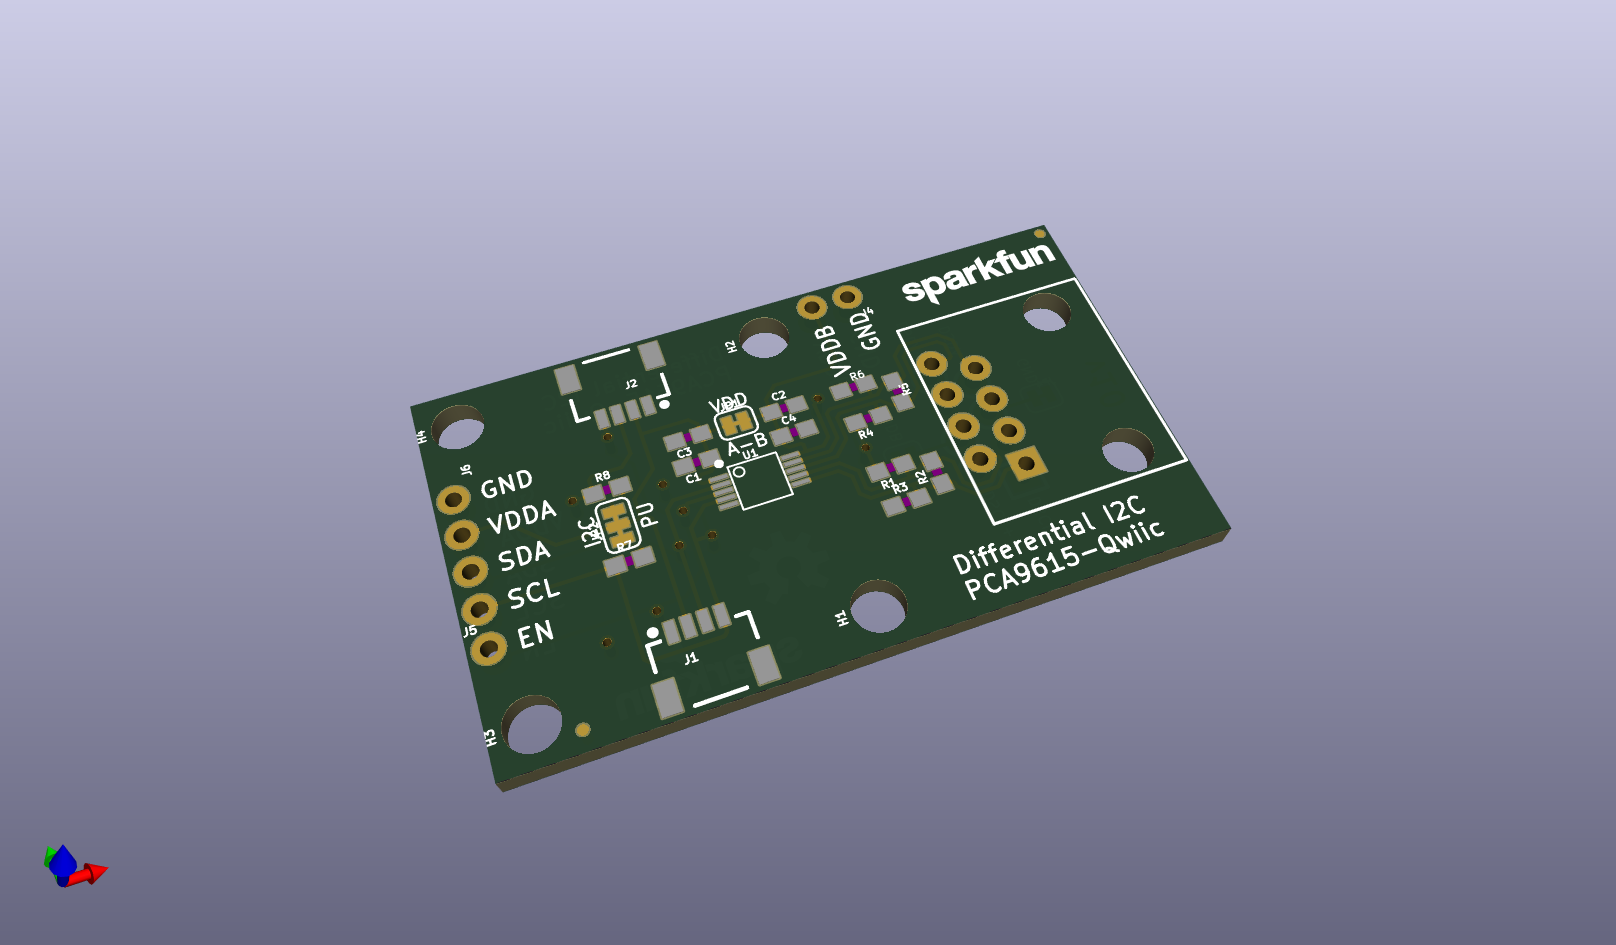 sparkfun
J4
GND
VDDB
H2
J2
R6
R5
VDD
C2
C4
R4
A-B
C3
C1
U1
H4
J6
GND
VDDA
SDA
SCL
J5
EN
R8
I2C
PU
R7
R1
R3
R2
Differential I2C
PCA9615-Qwiic
H1
J1
H3